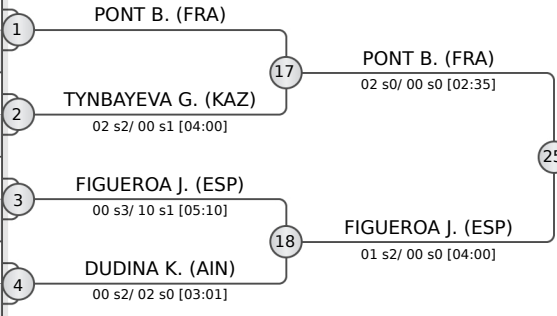 PONT B. (FRA)
1
17
PONT B. (FRA)
02 s0/ 00 s0 [02:35]
TYNBAYEVA G. (KAZ)
2
02 s2/ 00 s1 [04:00]
25
FIGUEROA J. (ESP)
3
00 s3/ 10 s1 [05:10]
18
FIGUEROA J. (ESP)
01 s2/ 00 s0 [04:00]
DUDINA K. (AIN)
4
00 s2/ 02 s0 [03:01]